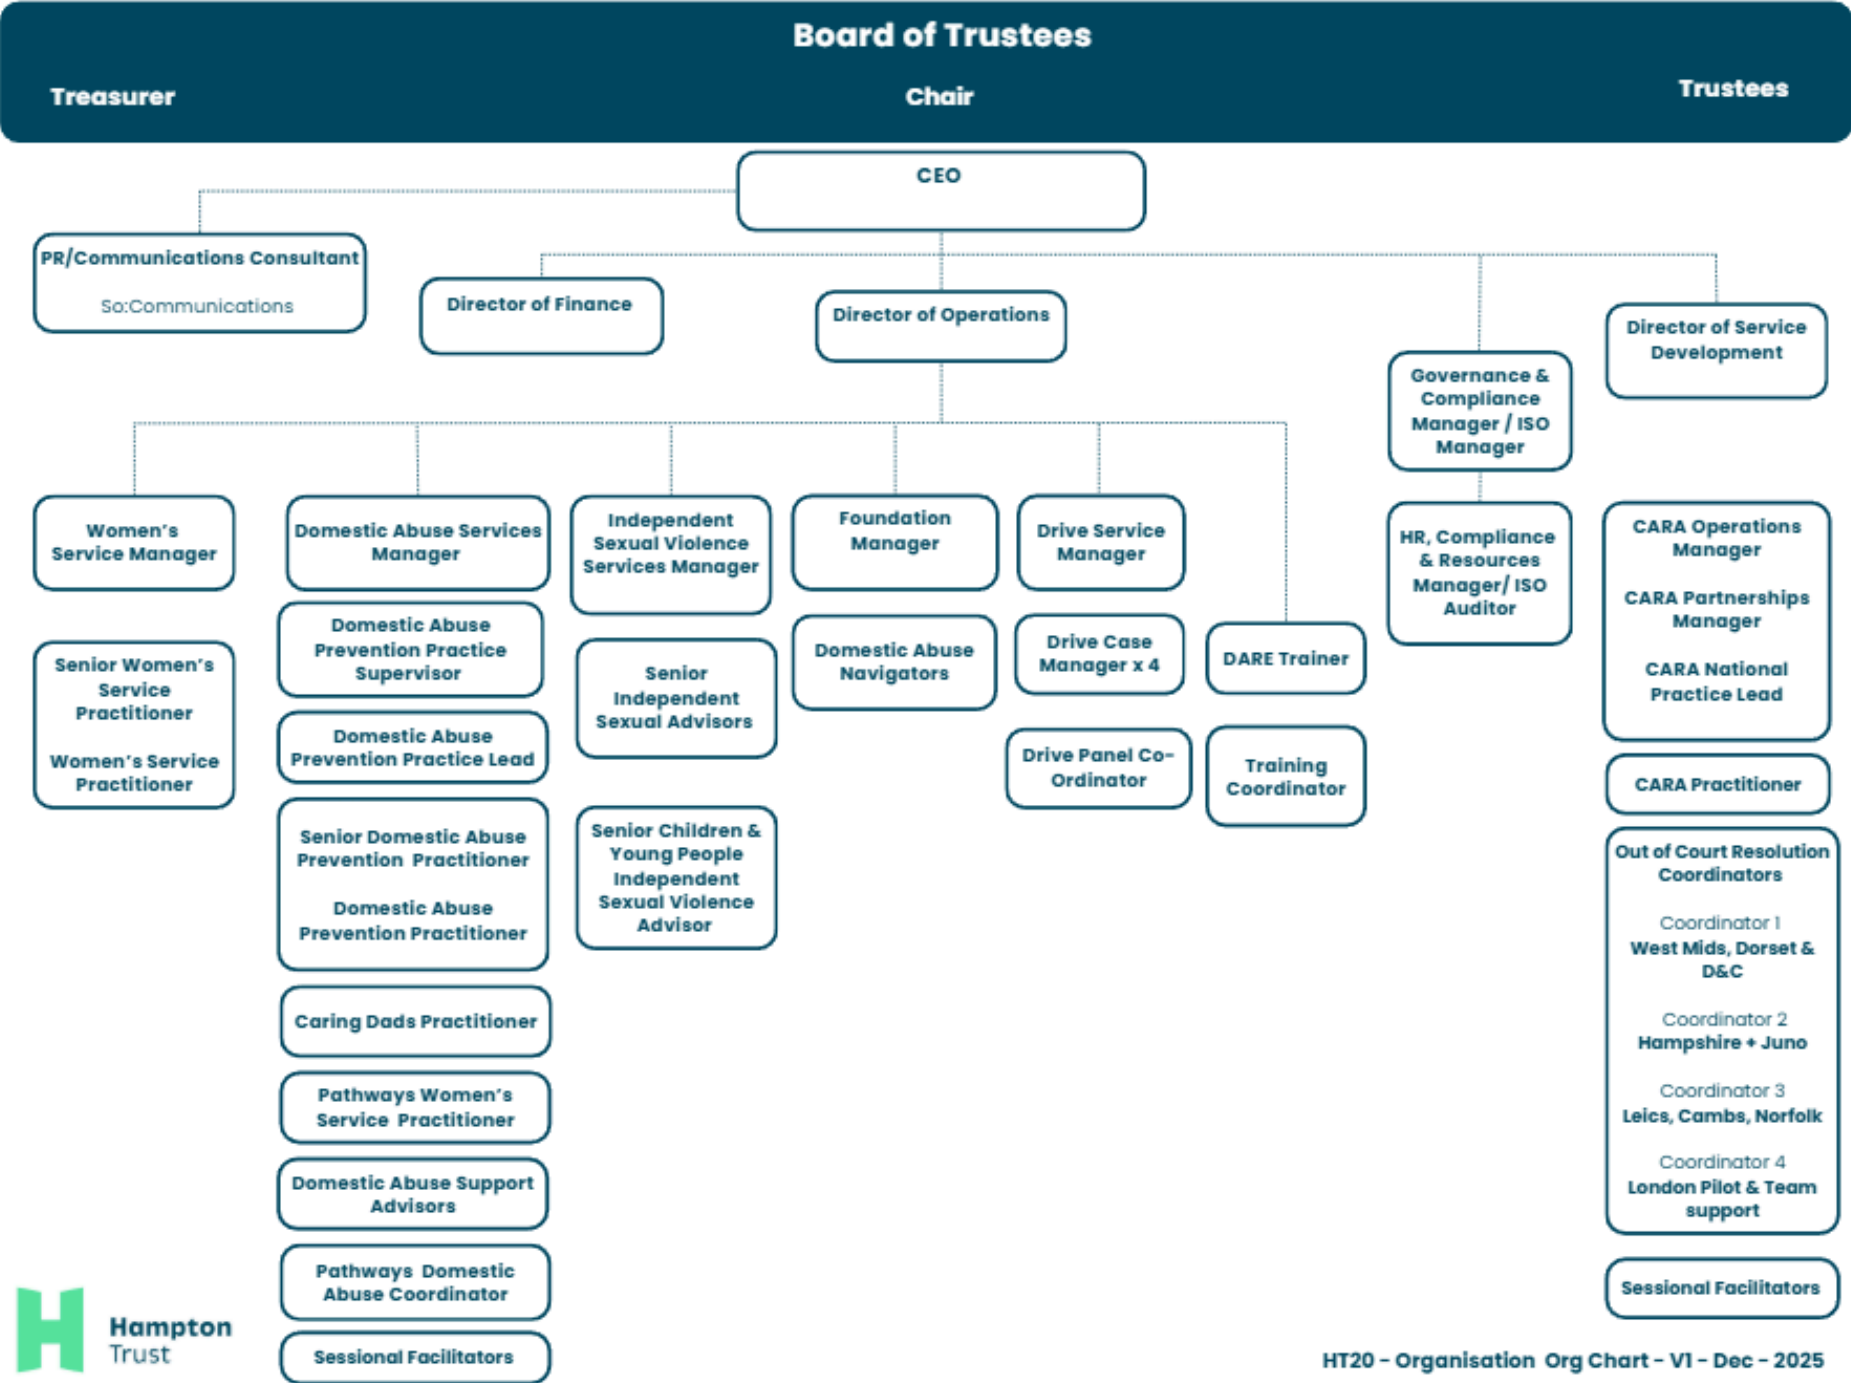 Board of Trustees
Treasurer
Chair
Trustees
CEO
PR/Communications Consultant
So:Communications
Director of Finance
Director of Operations
Director of Service
Development
Governance &
Compliance
Manager / ISO
Manager
HR, Compliance
& Resources
Manager/ ISO
Auditor
Women's
Service Manager
Senior Women's
Service
Practitioner
Women's Service
Practitioner
Domestic Abuse Services
Manager
Domestic Abuse
Prevention Practice
Supervisor
Domestic Abuse
Prevention Practice Lead
Senior Domestic Abuse
Prevention Practitioner
Domestic Abuse
Prevention Practitioner
Caring Dads Practitioner
Pathways Women's
Service Practitioner
Domestic Abuse Support
Advisors
Pathways Domestic
Abuse Coordinator
Sessional Facilitators
Independent
Sexual Violence
Services Manager
Senior
Independent
Sexual Advisors
Senior Children &
Young People
Independent
Sexual Violence
Advisor
Foundation
Manager
Domestic Abuse
Navigators
Drive Service
Manager
Drive Case
Manager x 4
Drive Panel Co-
Ordinator
DARE Trainer
Training
Coordinator
CARA Operations
Manager
CARA Partnerships
Manager
CARA National
Practice Lead
CARA Practitioner
Out of Court Resolution
Coordinators
Coordinator 1
West Mids, Dorset &
D&C
Coordinator 2
Hampshire + Juno
Coordinator 3
Leics, Cambs, Norfolk
Coordinator 4
London Pilot & Team
support
Sessional Facilitators
Hampton
Trust
HT20 - Organisation Org Chart - V1 - Dec - 2025